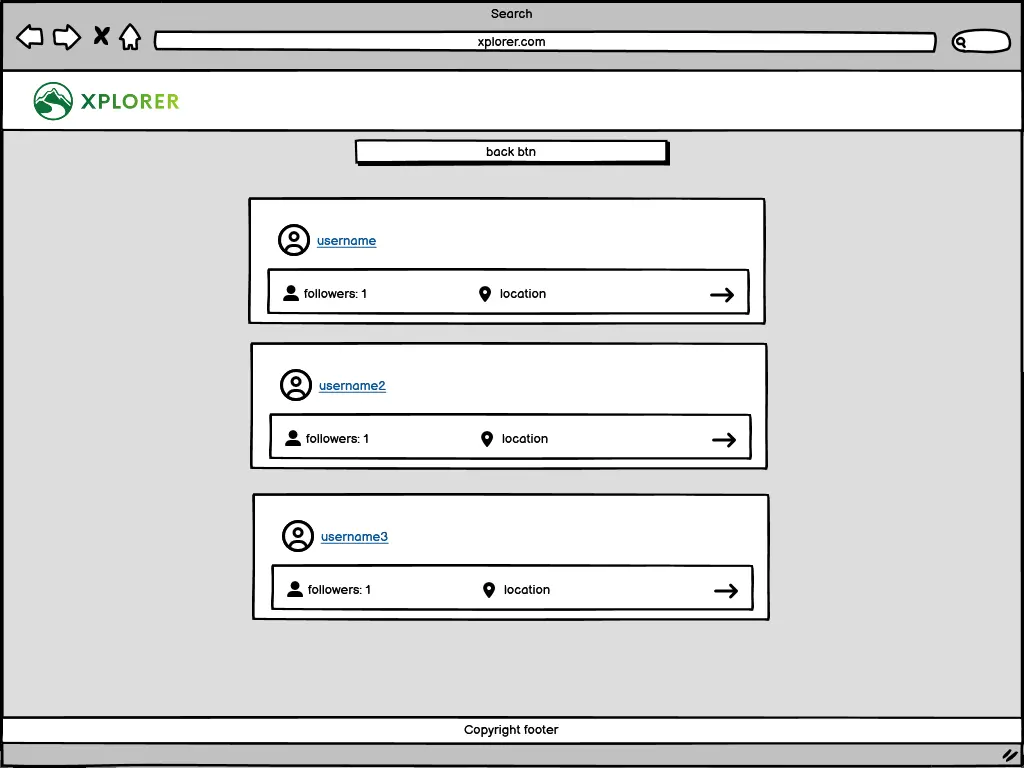 Search
xplorer.com
XPLORER
back btn
username
followers: 1 location
username2
followers: 1 location
username3
followers: 1 location
Copyright footer